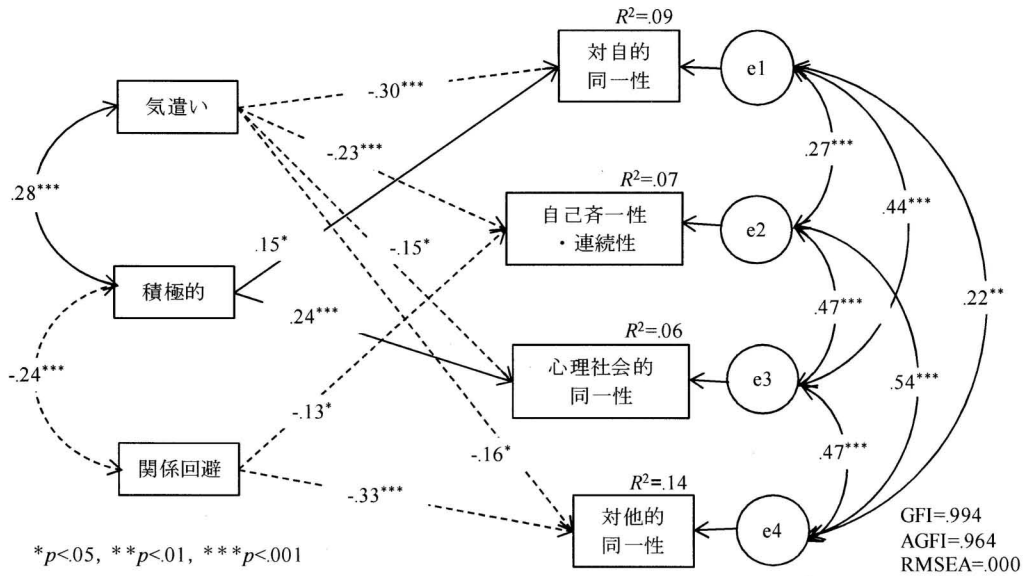 R²=.09
対自的
同一性
e1
気遣い
-.30***
-.23***
.27***
R²=.07
.28***
自己斉一性
・連続性
e2
.44***
.15*
-.15*
積極的
.24***
.22**
.47***
R²=.06
心理社会的
同一性
e3
-.24***
.54***
-.13*
関係回避
-.16*
.47***
-.33***
R²=.14
対他的
同一性
e4
GFI=.994
AGFI=.964
RMSEA=.000
*p<.05, **p<.01, ***p<.001